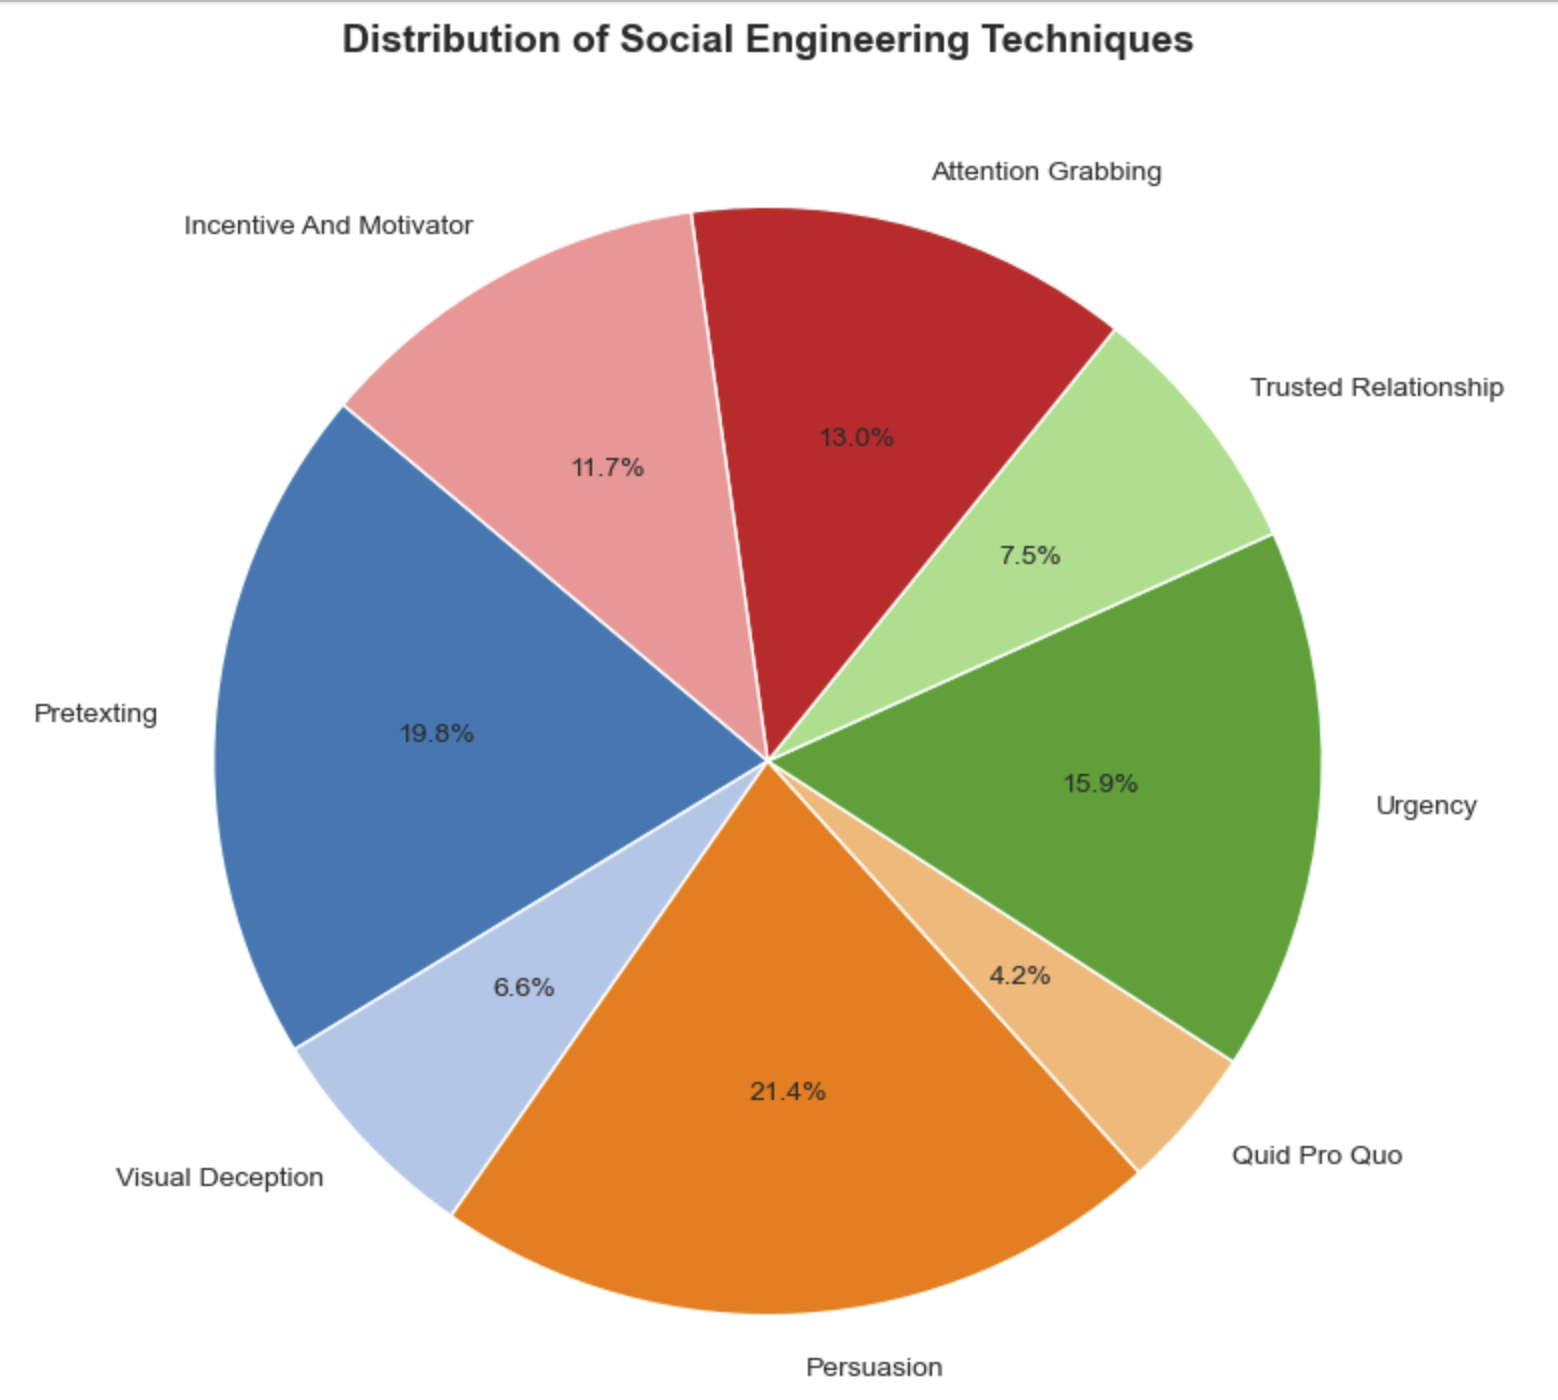 Distribution of Social Engineering Techniques
Attention Grabbing
Incentive And Motivator
Trusted Relationship
13.0%
11.7%
7.5%
Pretexting
19.8%
15.9%
Urgency
4.2%
6.6%
21.4%
Quid Pro Quo
Visual Deception
Persuasion